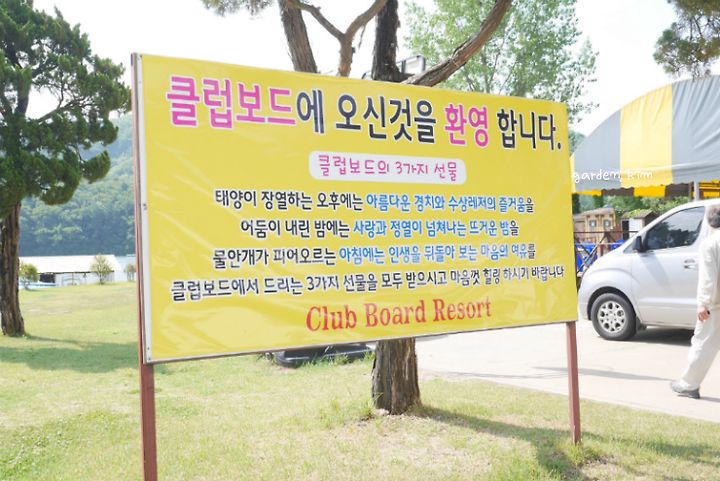 클럽보드에 오신것을 환영 합니다.
클럽보드의 3가지 선물
태양이 장열하는 오후에는 아름다운 경치와 수상레저의 즐거움을
어둠이 내린 밤에는 사랑과 정열이 넘쳐나는 뜨거운 밤을
물안개가 피어오르는 아침에는 인생을 뒤돌아 보는 마음의 여유를
클럽보드에서 드리는 3가지 선물을 모두 받으시고 마음껏 힐링 하시기 바랍니다
Club Board Resort
garden_kim